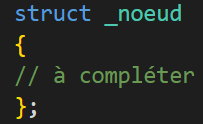 struct _noeud
{
// à compléter
};